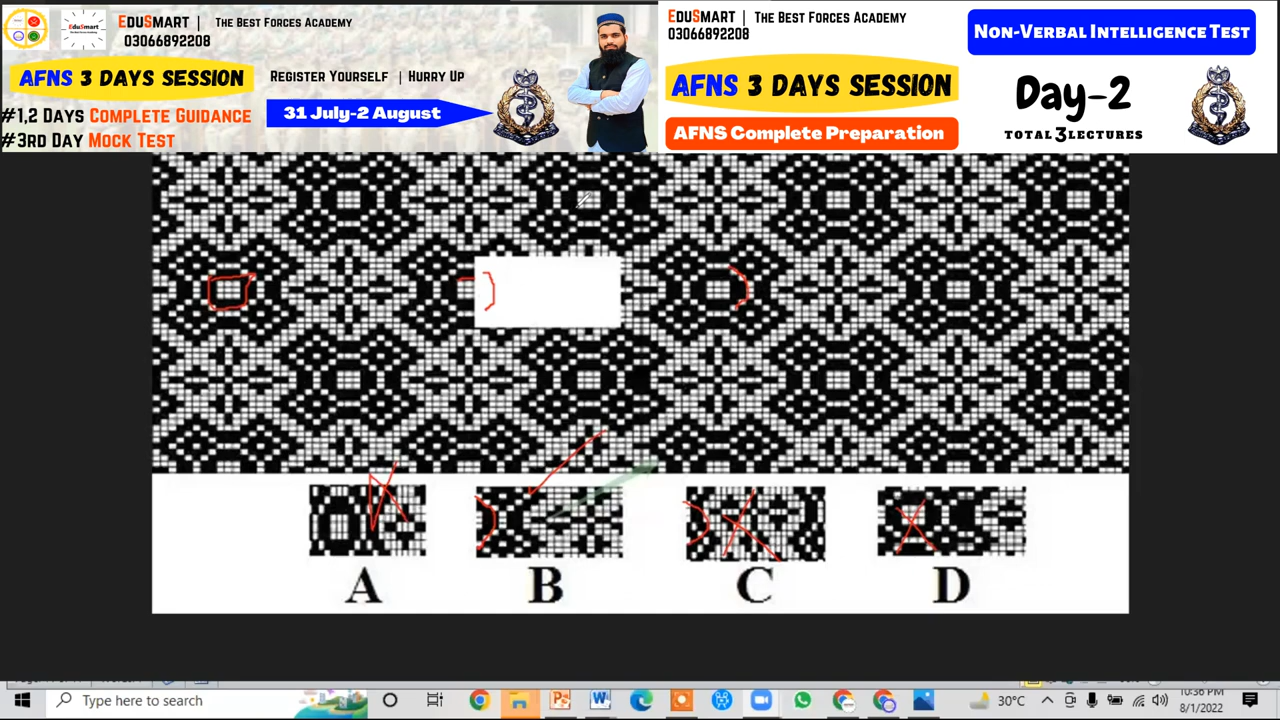 EDUSMART | THE BEST FORCES ACADEMY
03066892208
AFNS 3 DAYS SESSION
REGISTER YOURSELF | HURRY UP
31 July-2 August
#1,2 DAYS COMPLETE GUIDANCE
#3RD DAY MOCK TEST
EDUSMART | THE BEST FORCES ACADEMY
03066892208
AFNS 3 DAYS SESSION
AFNS Complete Preparation
NON-VERBAL INTELLIGENCE TEST
Day-2
TOTAL 3 LECTURES
A B C D
Type here to search
30°C
10:36 PM
8/1/2022